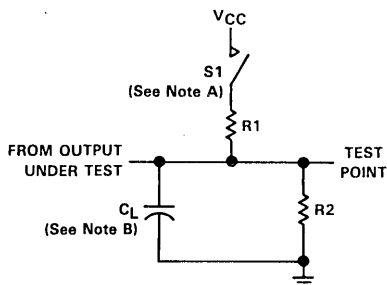 VCC
S1
(See Note A)
R1
FROM OUTPUT
UNDER TEST
TEST
POINT
CL
(See Note B)
R2